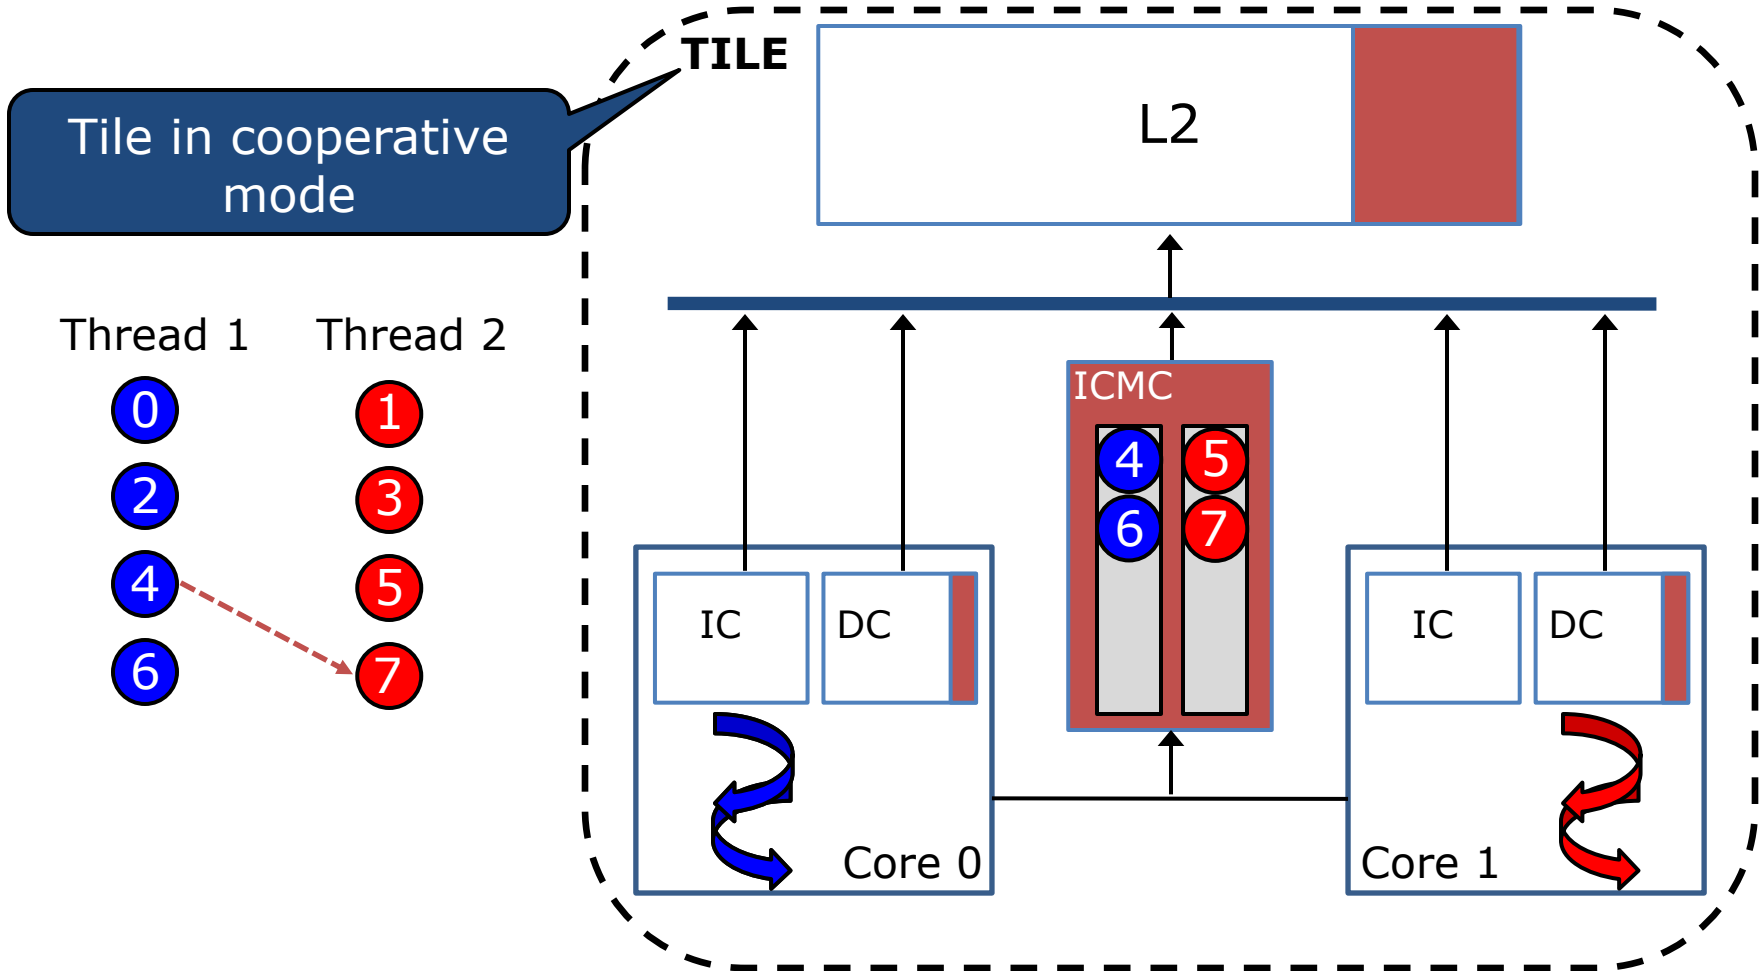 TILE
Tile in cooperative
mode
L2
Thread 1 Thread 2
0 1
2 3
4 5
6 7
ICMC
4 5
6 7
IC DC
IC DC
Core 0
Core 1